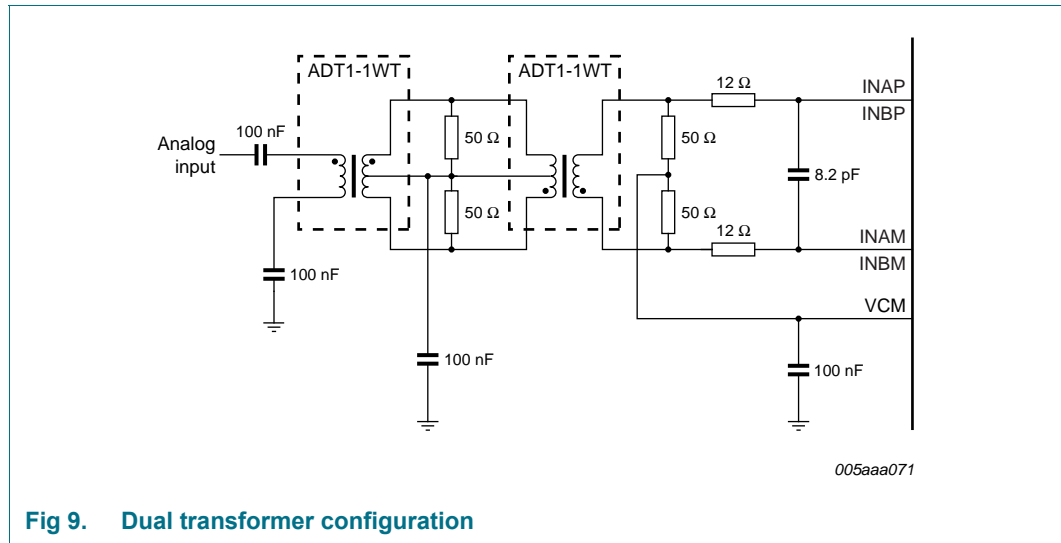 ADT1-1WT
ADT1-1WT
Analog
input
100 nF
100 nF
50 Ω
50 Ω
100 nF
50 Ω
50 Ω
12 Ω
12 Ω
8.2 pF
INAP
INBP
INAM
INBM
VCM
100 nF
005aaa071
Fig 9. Dual transformer configuration